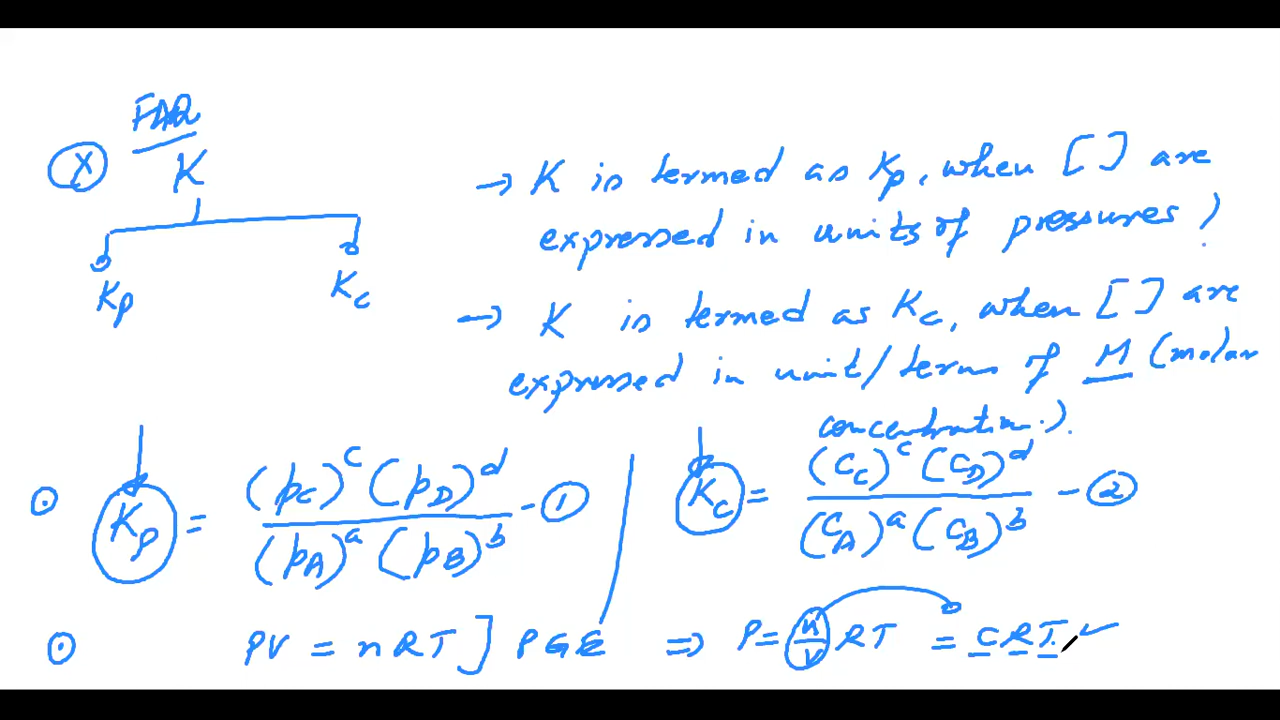 FAR
X K
Kp Kc
→ K is termed as Kp, when [ ] are
expressed in units of pressures)
→ K is termed as Kc, when [ ] are
expressed in unit/terms of M (molar
concentration.).
Kp = (pC)^c (pD)^d / (pA)^a (pB)^b - ①
Kc = (CC)^c (CD)^d / (CA)^a (CB)^b - ②
PV = nRT ] PGE ⇒ P = n/V RT = CRT. ✓